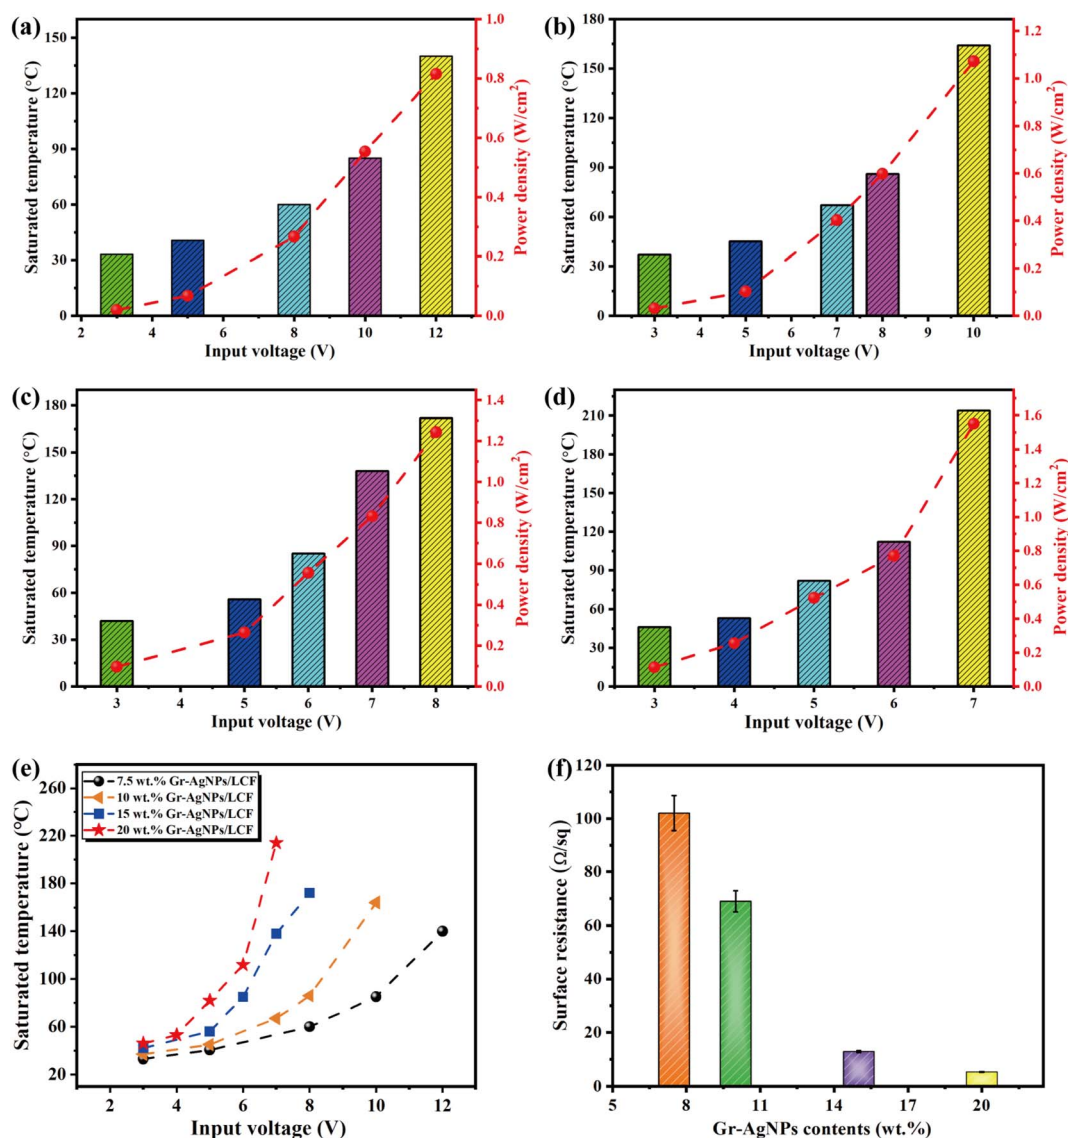 (a)
Saturated temperature (°C)
150
120
90
60
30
0
2 4 6 8 10 12
Input voltage (V)
1.0
0.8
0.6
0.4
0.2
0.0
Power density (W/cm²)
(b)
Saturated temperature (°C)
180
150
120
90
60
30
0
3 4 5 6 7 8 9 10
Input voltage (V)
1.2
1.0
0.8
0.6
0.4
0.2
0.0
Power density (W/cm²)
(c)
Saturated temperature (°C)
180
150
120
90
60
30
0
3 4 5 6 7 8
Input voltage (V)
1.4
1.2
1.0
0.8
0.6
0.4
0.2
0.0
Power density (W/cm²)
(d)
Saturated temperature (°C)
210
180
150
120
90
60
30
0
3 4 5 6 7
Input voltage (V)
1.6
1.4
1.2
1.0
0.8
0.6
0.4
0.2
0.0
Power density (W/cm²)
(e)
7.5 wt.% Gr-AgNPs/LCF
10 wt.% Gr-AgNPs/LCF
15 wt.% Gr-AgNPs/LCF
20 wt.% Gr-AgNPs/LCF
Saturated temperature (°C)
260
220
180
140
100
60
20
2 4 6 8 10 12
Input voltage (V)
(f)
Surface resistance (Ω/sq)
120
100
80
60
40
20
0
5 8 11 14 17 20
Gr-AgNPs contents (wt.%)